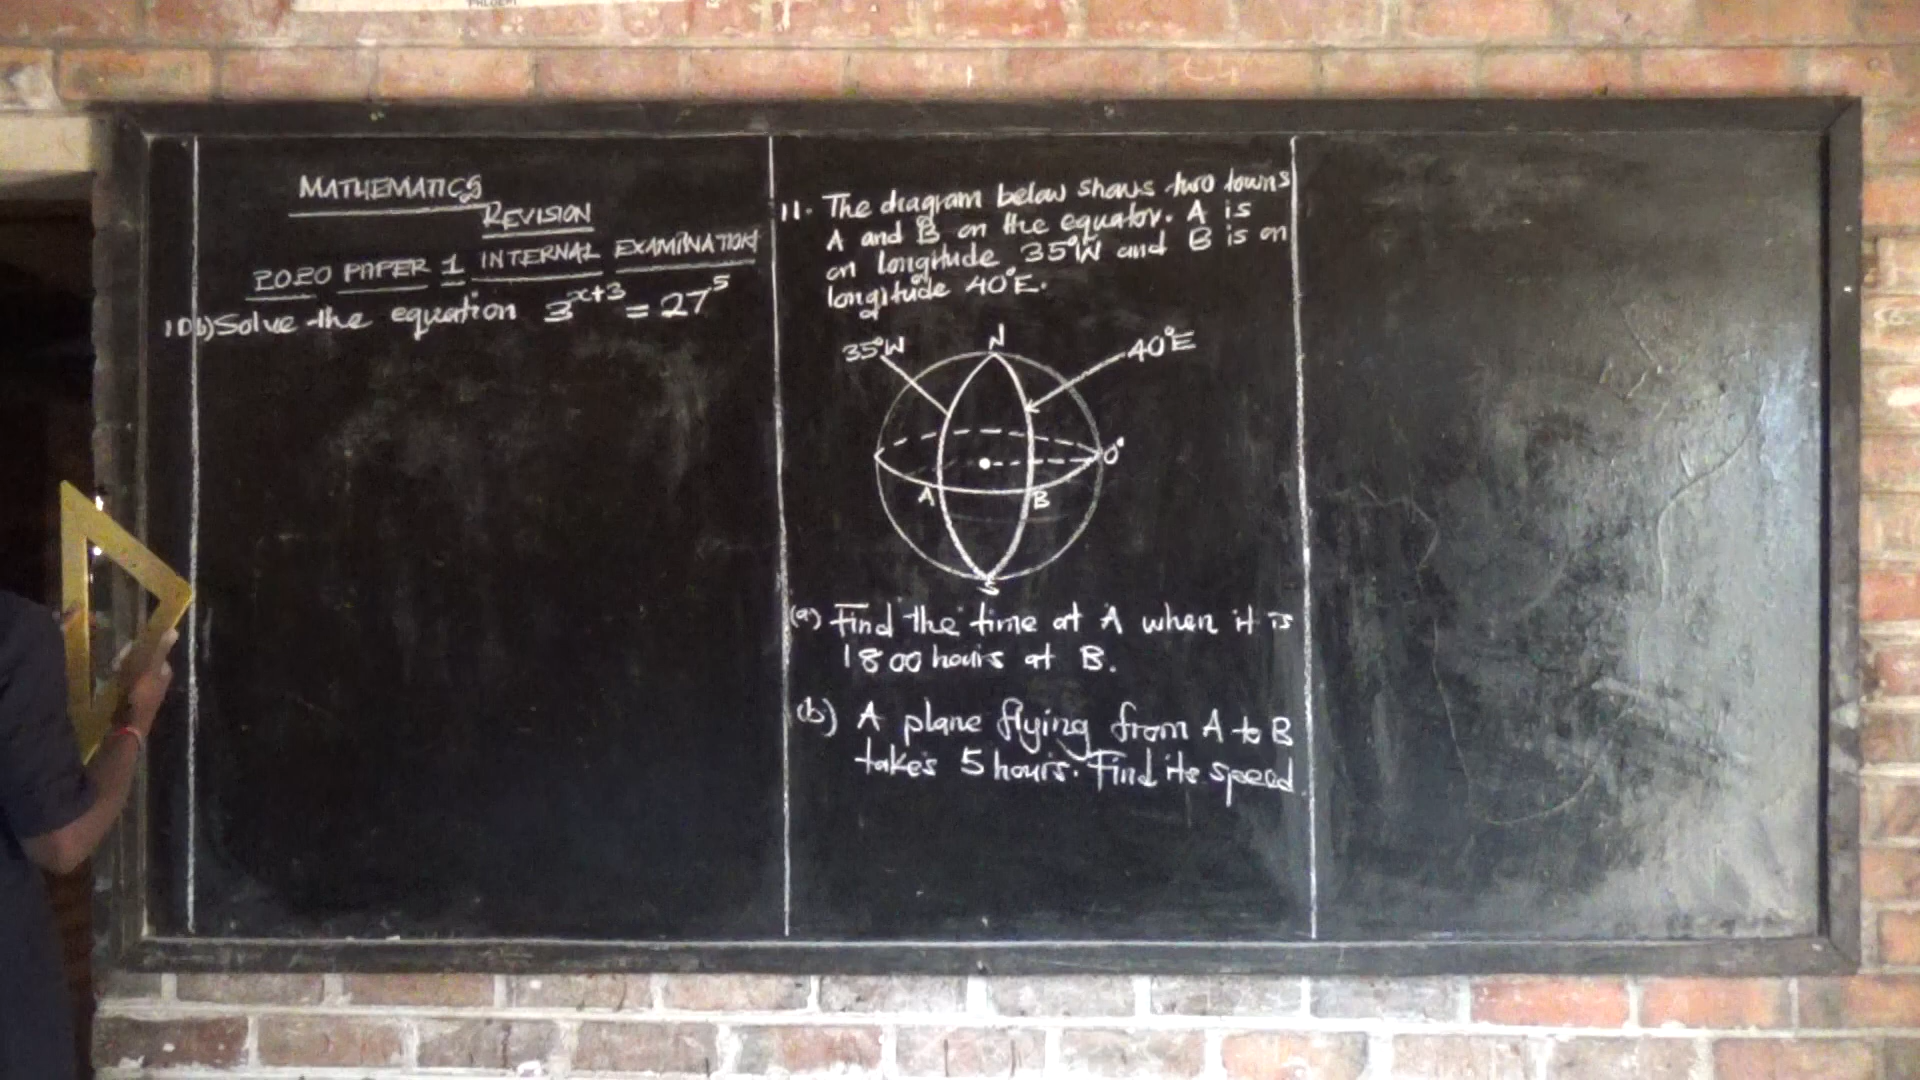 MATHEMATICS
REVISION
2020 PAPER 1 INTERNAL EXAMINATION
10b) Solve the equation 3^{x+3} = 27^5
11. The diagram below shows two towns
A and B on the equator. A is
on longitude 35°W and B is on
longitude 40°E.
35°W
N
40°E
0°
A
B
S
(a) Find the time at A when it is
1800 hours at B.
(b) A plane flying from A to B
takes 5 hours. Find its speed